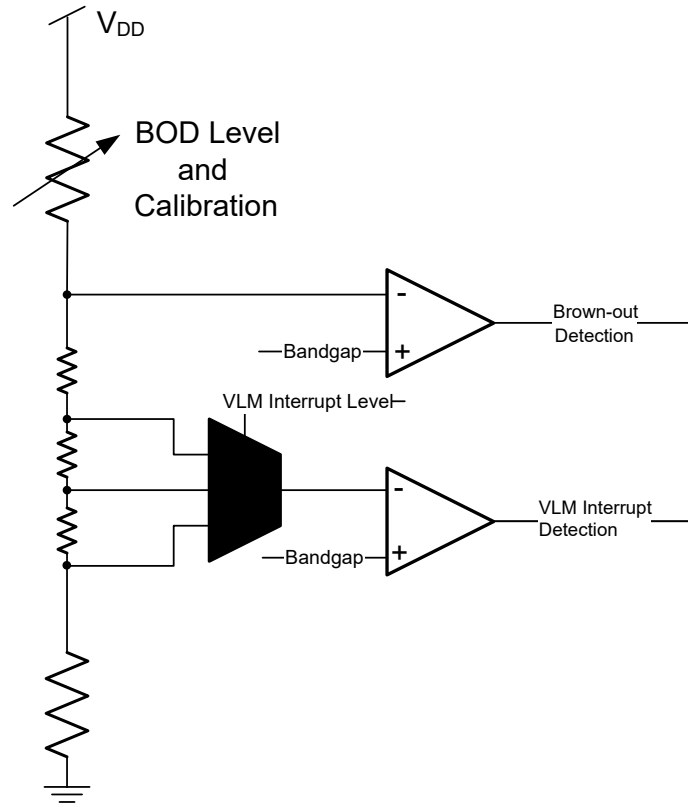 VDD
BOD Level
and
Calibration
-
Brown-out
Detection
Bandgap
+
VLM Interrupt Level
-
VLM Interrupt
Detection
Bandgap
+